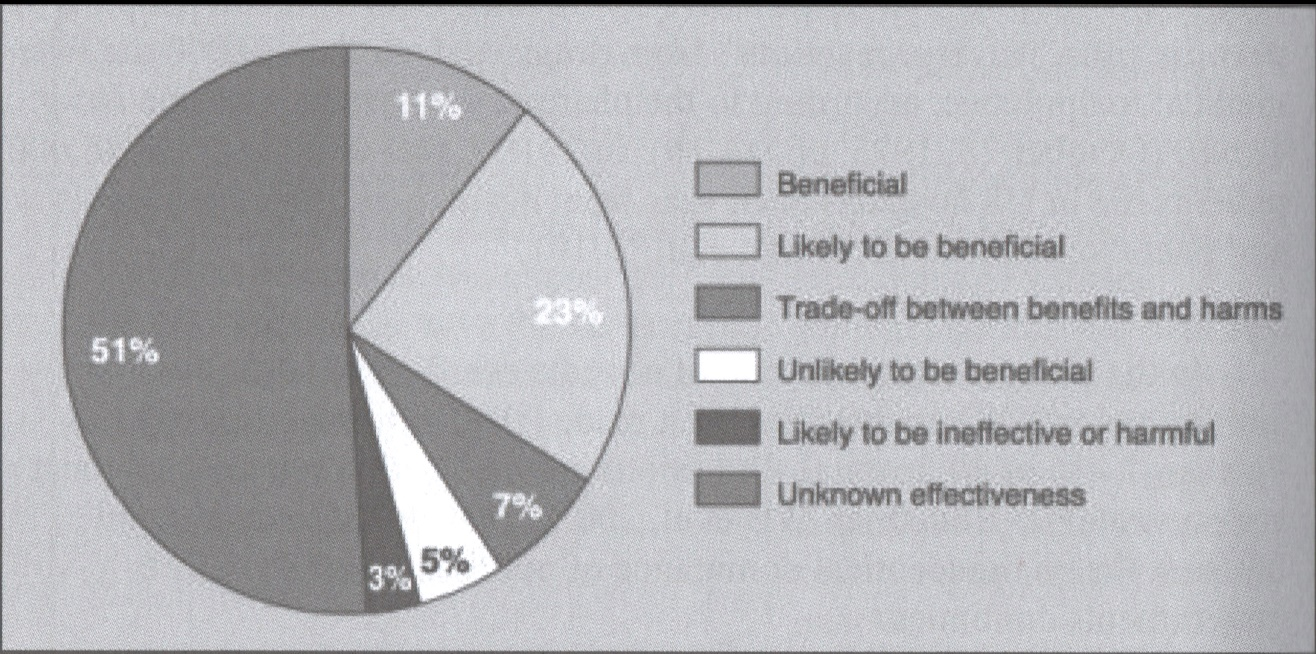 11%
23%
51%
7%
5%
3%
Beneficial
Likely to be beneficial
Trade-off between benefits and harms
Unlikely to be beneficial
Likely to be ineffective or harmful
Unknown effectiveness